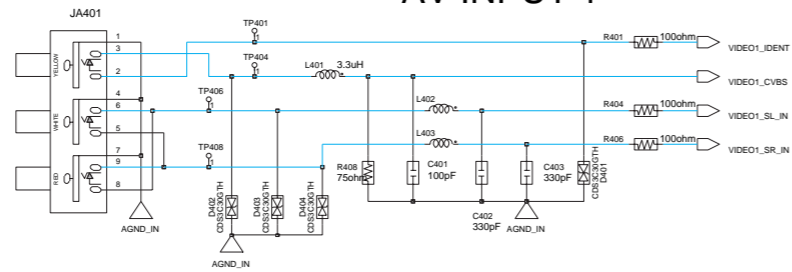 JA401
1
3
2
4
6
5
7
9
8
YELLOW
WHITE
RED
AGND_IN
TP401
1
TP404
1
TP406
1
TP408
1
L401
3.3uH
L402
L403
R408
75ohm
C401
100pF
C402
330pF
C403
330pF
D402
CDS3C30GTH
D403
CDS3C30GTH
D404
CDS3C30GTH
CDS3C30GTH
D401
AGND_IN
AGND_IN
R401
100ohm
VIDEO1_IDENT
VIDEO1_CVBS
R404
100ohm
VIDEO1_SL_IN
R406
100ohm
VIDEO1_SR_IN